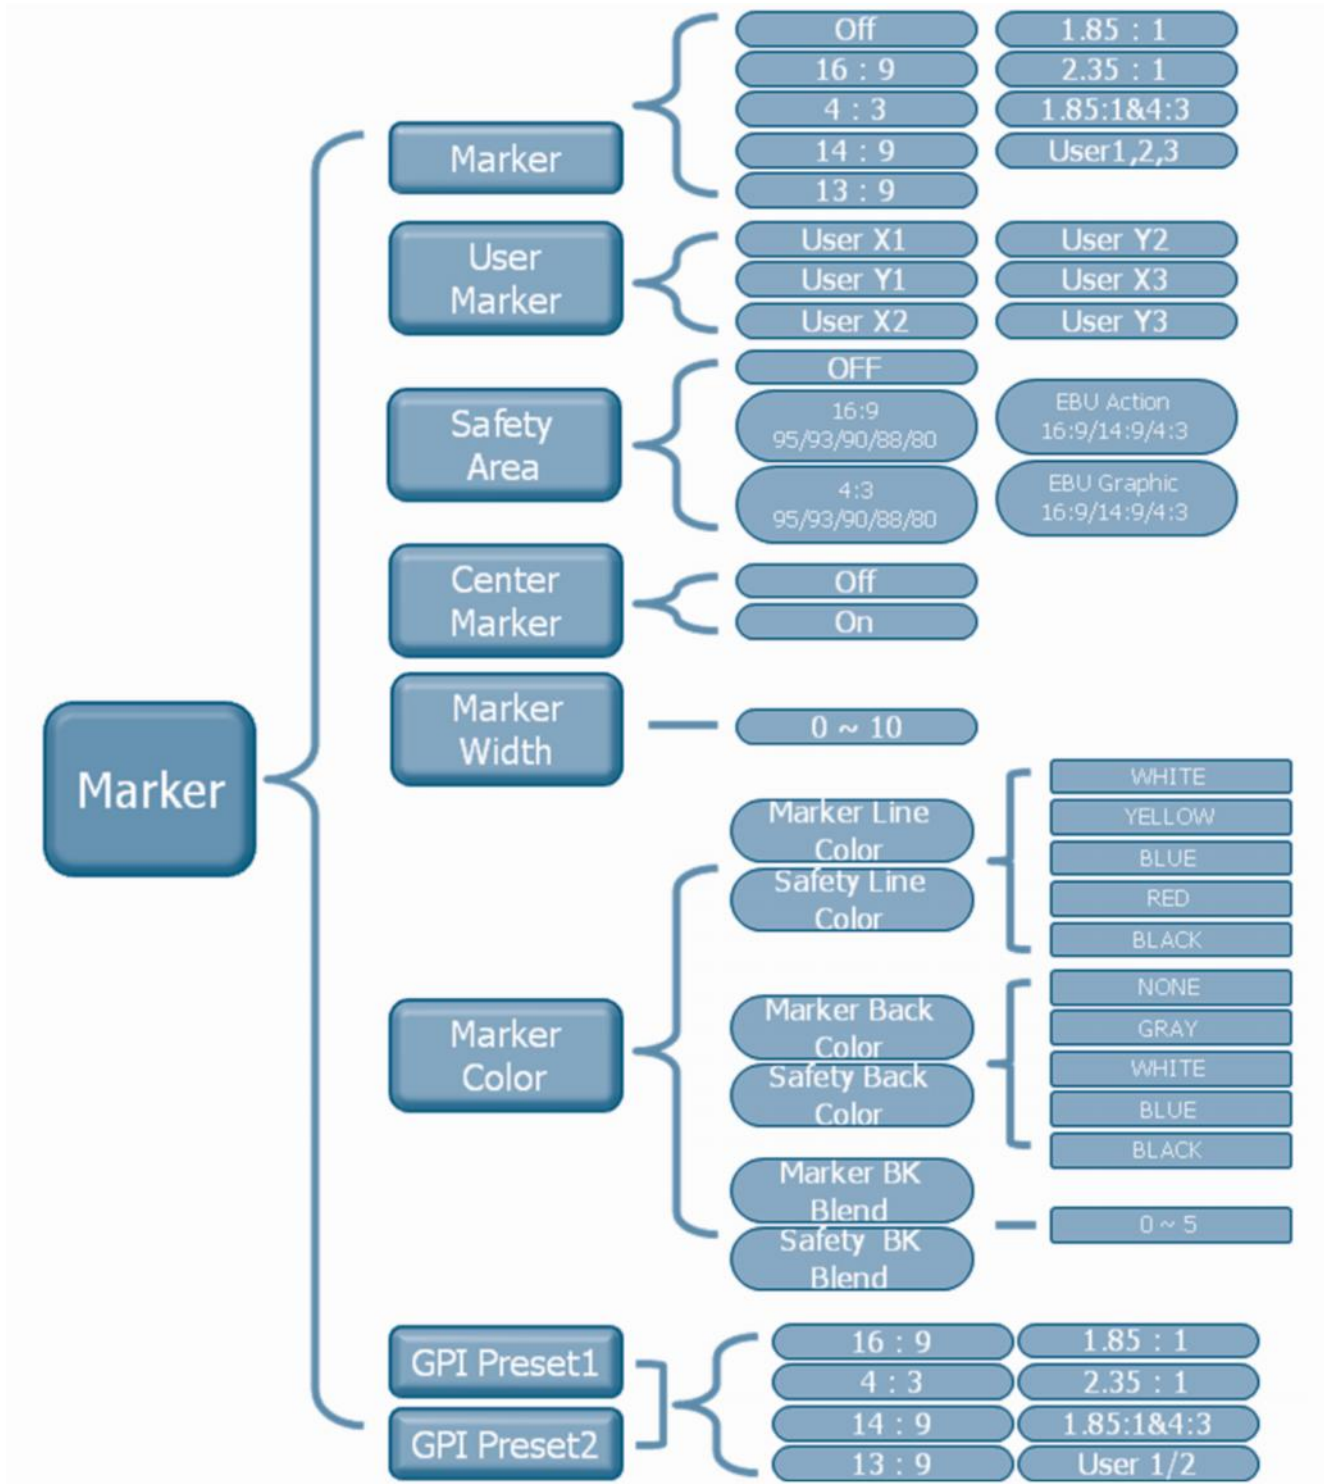 Marker
Marker
Off
1.85 : 1
16 : 9
2.35 : 1
4 : 3
1.85:1&4:3
14 : 9
User1,2,3
13 : 9
User
Marker
User X1
User Y2
User Y1
User X3
User X2
User Y3
Safety
Area
OFF
16:9
95/93/90/88/80
EBU Action
16:9/14:9/4:3
4:3
95/93/90/88/80
EBU Graphic
16:9/14:9/4:3
Center
Marker
Off
On
Marker
Width
0 ~ 10
Marker
Color
Marker Line
Color
Safety Line
Color
WHITE
YELLOW
BLUE
RED
BLACK
Marker Back
Color
Safety Back
Color
NONE
GRAY
WHITE
BLUE
BLACK
Marker BK
Blend
Safety BK
Blend
0 ~ 5
GPI Preset1
GPI Preset2
16 : 9
1.85 : 1
4 : 3
2.35 : 1
14 : 9
1.85:1&4:3
13 : 9
User 1/2